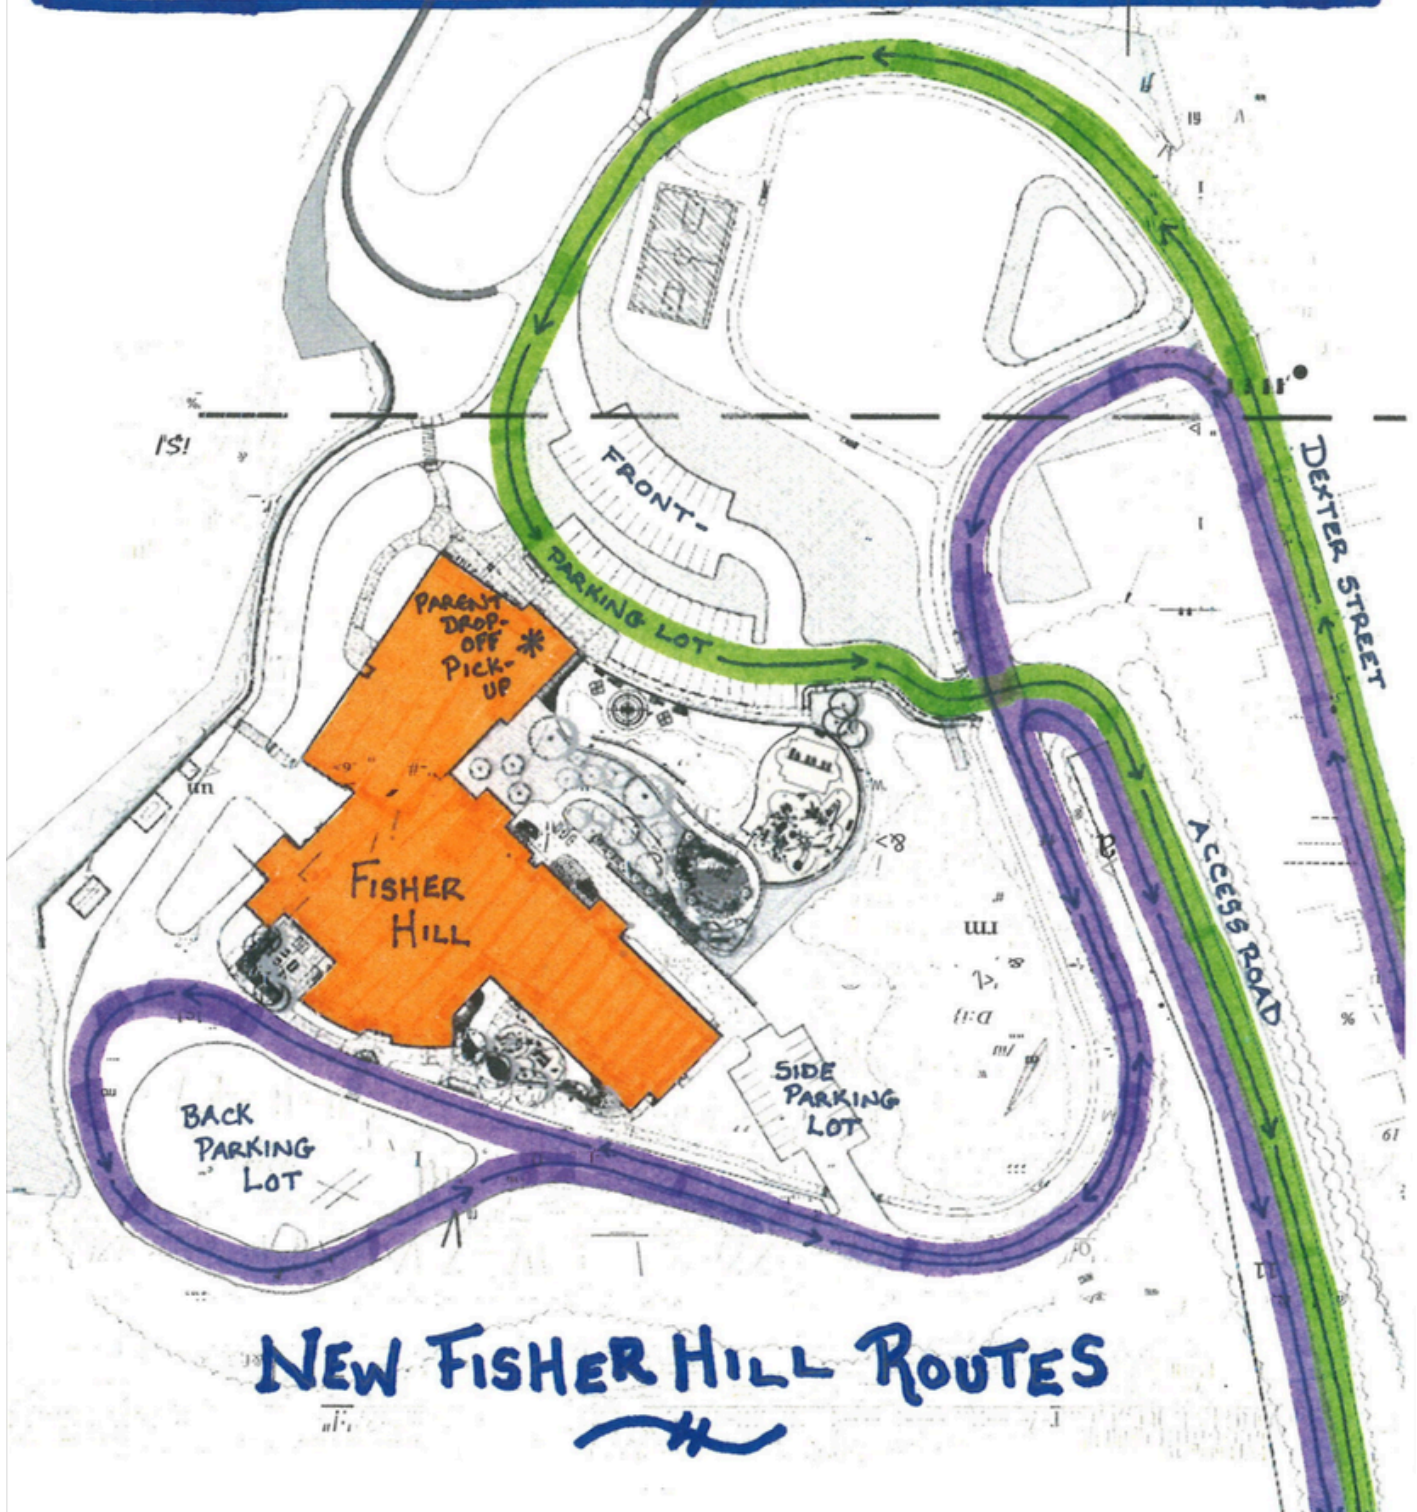 FRONT-
PARKING LOT
DEXTER STREET
PARENT
DROP-
OFF
PICK-
UP
FISHER
HILL
ACCESS ROAD
SIDE
PARKING
LOT
BACK
PARKING
LOT
NEW FISHER HILL ROUTES